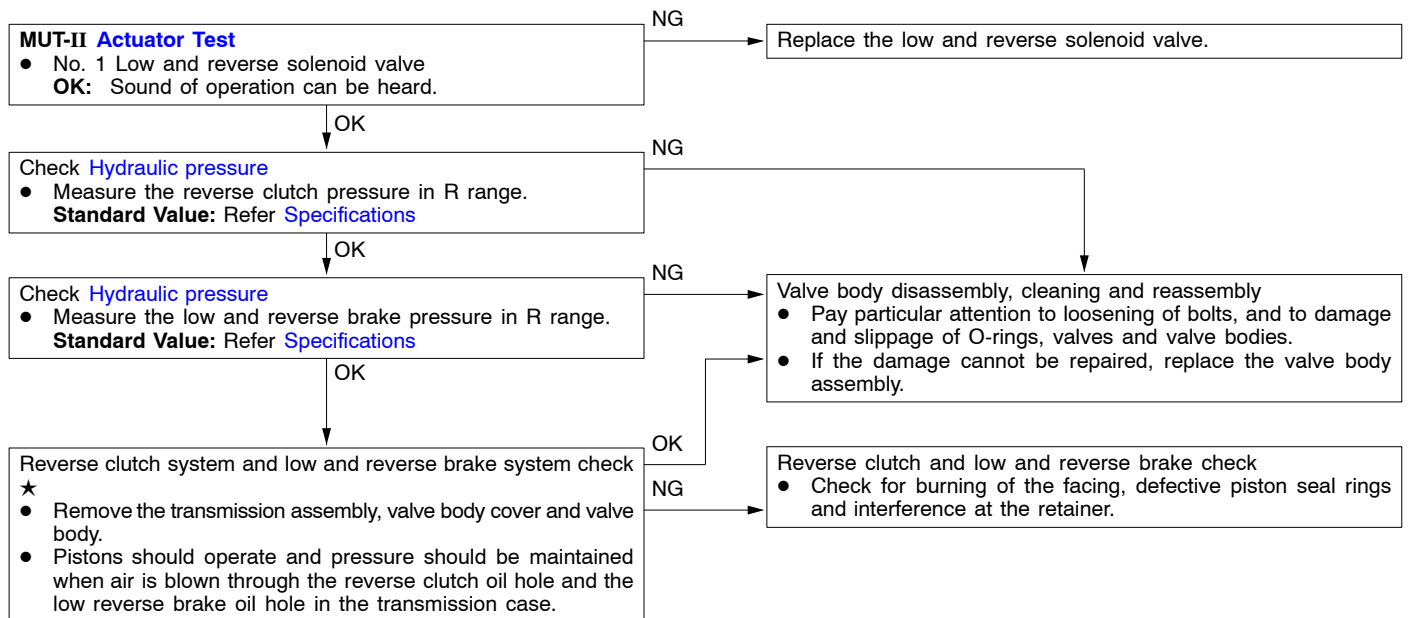 MUT-II Actuator Test
● No. 1 Low and reverse solenoid valve
OK: Sound of operation can be heard.
NG
Replace the low and reverse solenoid valve.
OK
Check Hydraulic pressure
● Measure the reverse clutch pressure in R range.
Standard Value: Refer Specifications
NG
OK
Check Hydraulic pressure
● Measure the low and reverse brake pressure in R range.
Standard Value: Refer Specifications
NG
Valve body disassembly, cleaning and reassembly
● Pay particular attention to loosening of bolts, and to damage
and slippage of O-rings, valves and valve bodies.
● If the damage cannot be repaired, replace the valve body
assembly.
OK
Reverse clutch system and low and reverse brake system check
★
● Remove the transmission assembly, valve body cover and valve
body.
● Pistons should operate and pressure should be maintained
when air is blown through the reverse clutch oil hole and the
low reverse brake oil hole in the transmission case.
OK
NG
Reverse clutch and low and reverse brake check
● Check for burning of the facing, defective piston seal rings
and interference at the retainer.